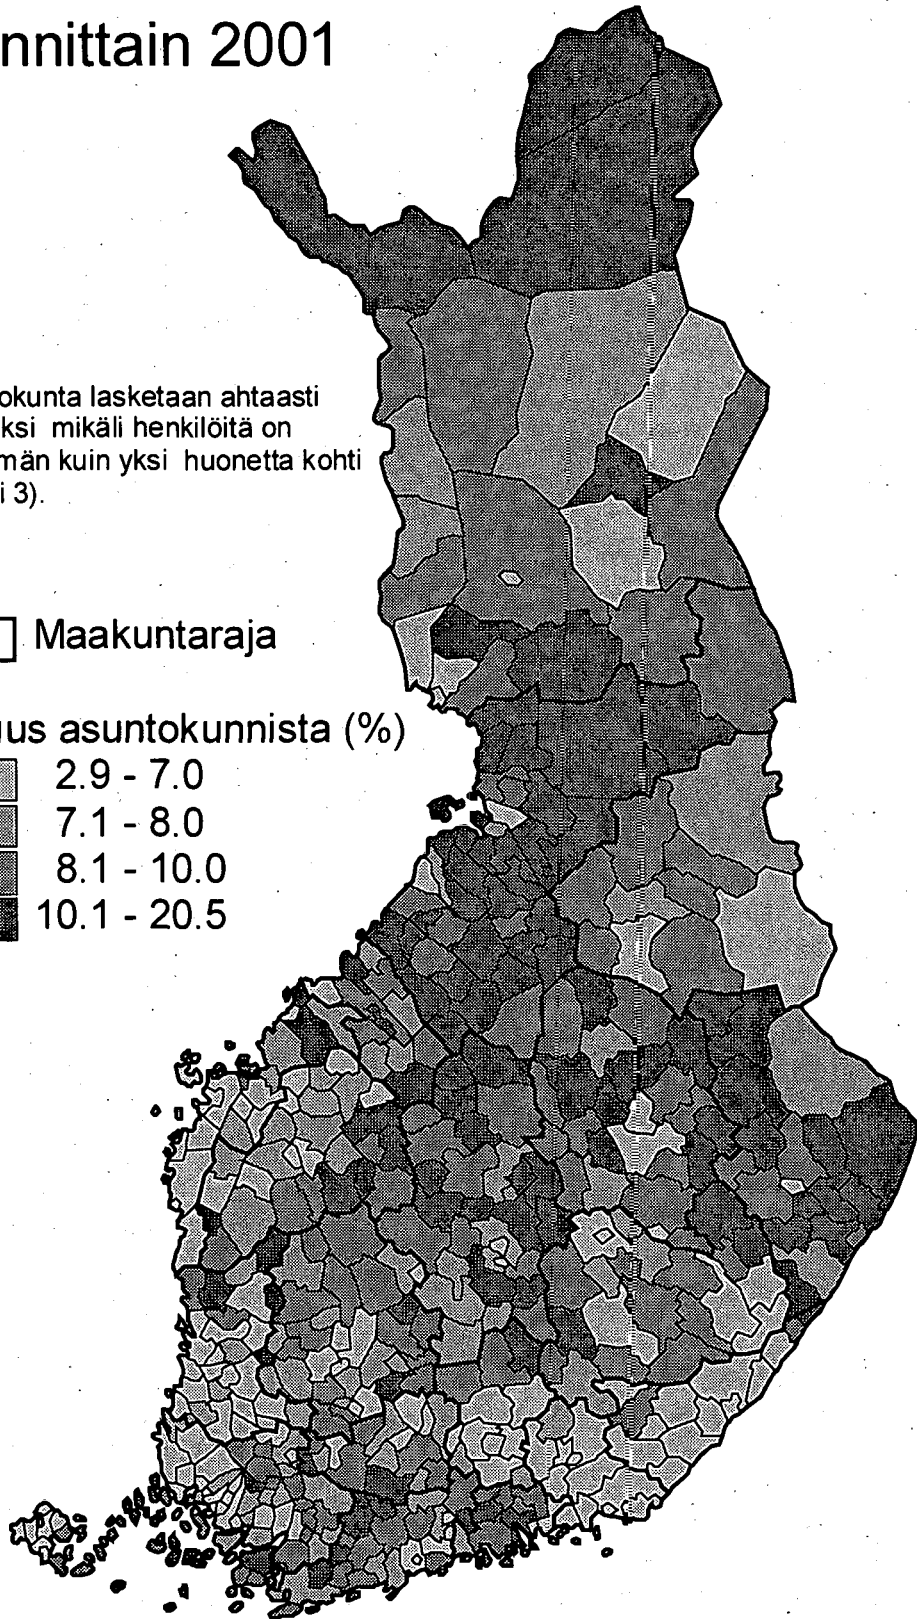 nnittain 2001
okunta lasketaan ahtaasti
ksi mikäli henkilöitä on
män kuin yksi huonetta kohti
i 3).
Maakuntaraja
us asuntokunnista (%)
2.9 - 7.0
7.1 - 8.0
8.1 - 10.0
10.1 - 20.5